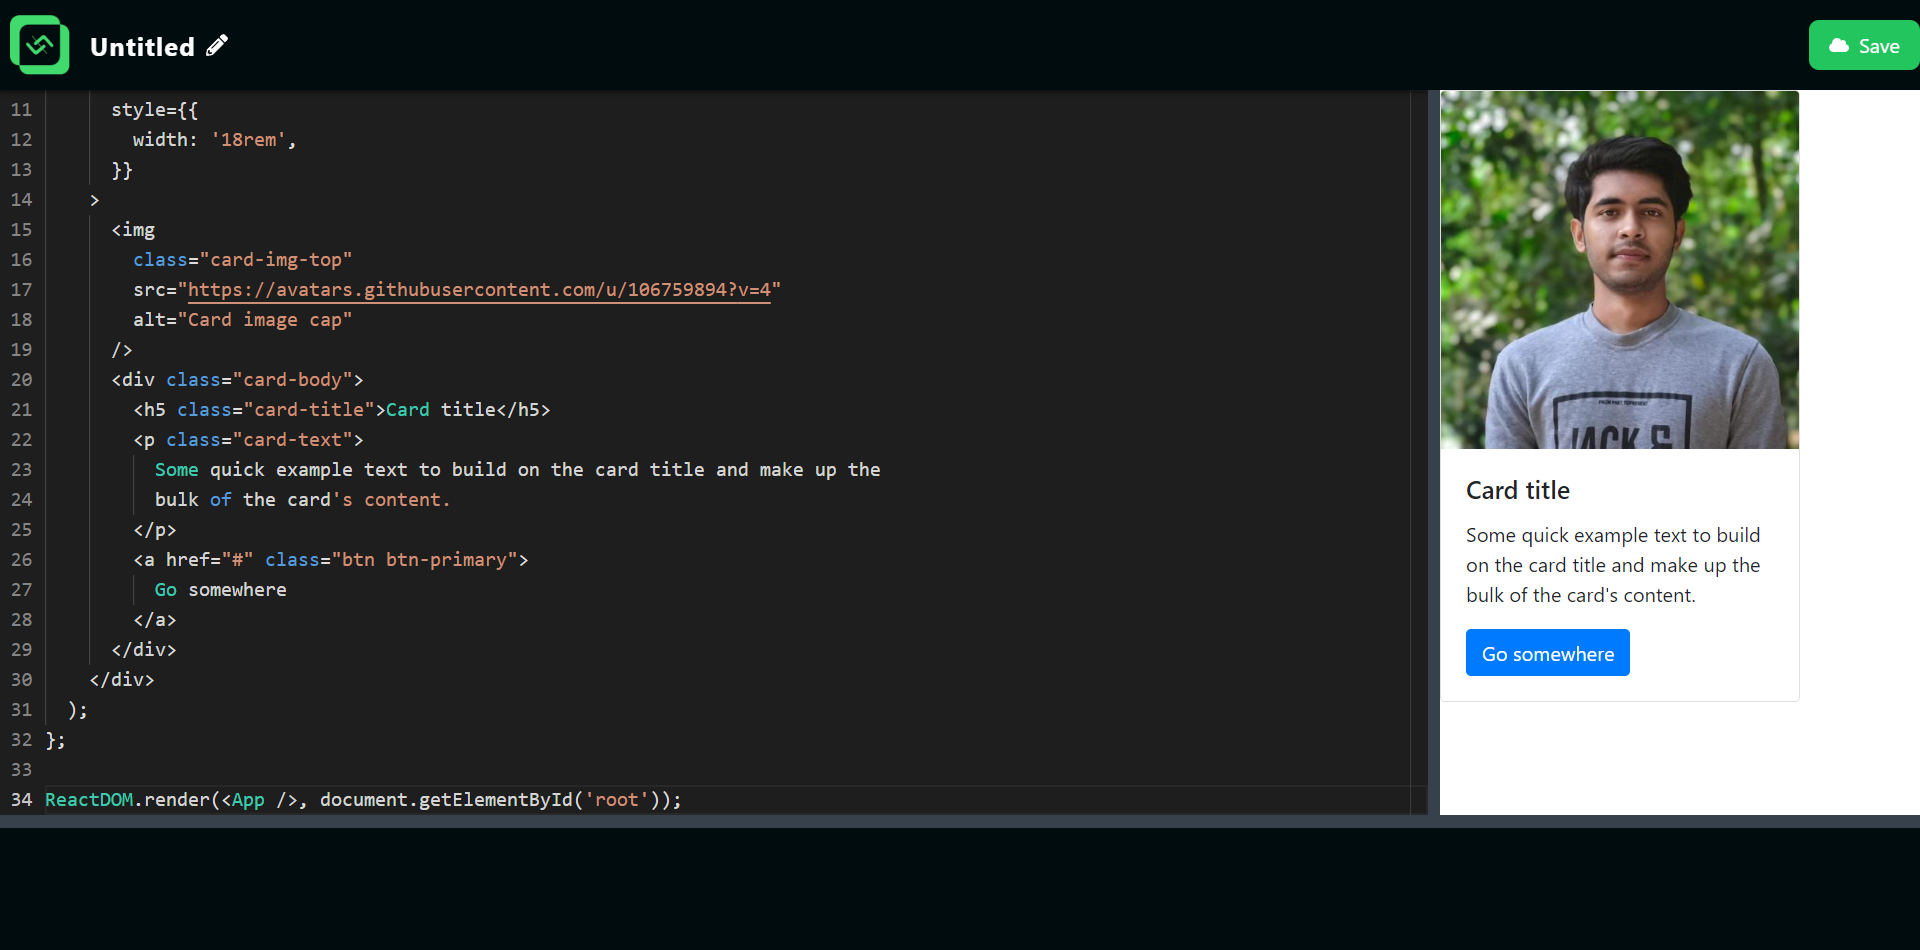 Untitled
Save
11 style={{
12 width: '18rem',
13 }}
14 >
15 <img
16 class="card-img-top"
17 src="https://avatars.githubusercontent.com/u/106759894?v=4"
18 alt="Card image cap"
19 />
20 <div class="card-body">
21 <h5 class="card-title">Card title</h5>
22 <p class="card-text">
23 Some quick example text to build on the card title and make up the
24 bulk of the card's content.
25 </p>
26 <a href="#" class="btn btn-primary">
27 Go somewhere
28 </a>
29 </div>
30 </div>
31 );
32 };
33
34 ReactDOM.render(<App />, document.getElementById('root'));
JACK &
Card title
Some quick example text to build
on the card title and make up the
bulk of the card's content.
Go somewhere